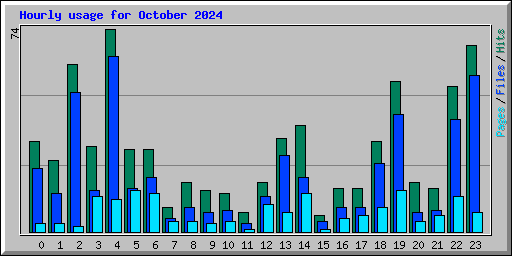 Hourly usage for October 2024
74
Pages / Files / Hits
0 1 2 3 4 5 6 7 8 9 10 11 12 13 14 15 16 17 18 19 20 21 22 23